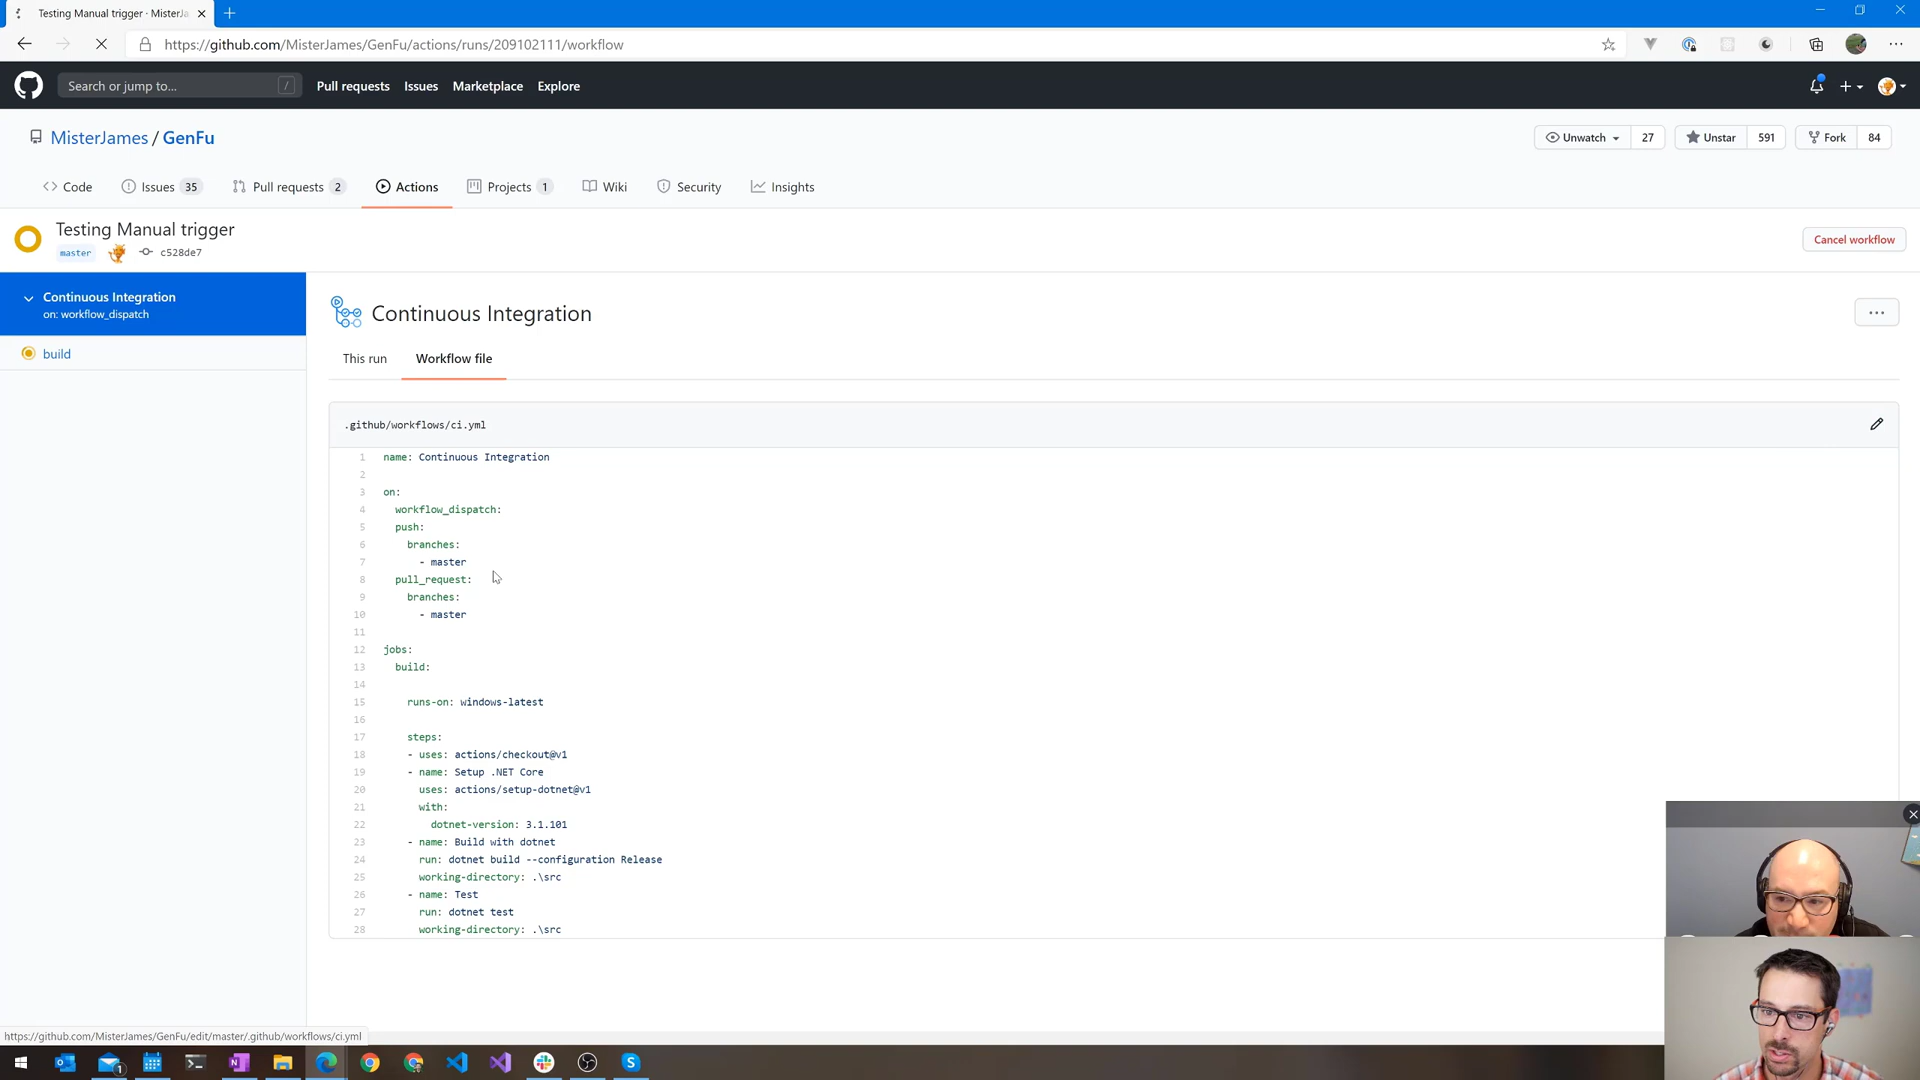 Testing Manual trigger · MisterJa
https://github.com/MisterJames/GenFu/actions/runs/209102111/workflow
Search or jump to...
/
Pull requests
Issues
Marketplace
Explore
MisterJames / GenFu
Unwatch
27
Unstar
591
Fork
84
Code
Issues 35
Pull requests 2
Actions
Projects 1
Wiki
Security
Insights
Testing Manual trigger
master
c528de7
Cancel workflow
Continuous Integration
on: workflow_dispatch
build
Continuous Integration
This run
Workflow file
.github/workflows/ci.yml
1 name: Continuous Integration
2
3 on:
4 workflow_dispatch:
5 push:
6 branches:
7 - master
8 pull_request:
9 branches:
10 - master
11
12 jobs:
13 build:
14
15 runs-on: windows-latest
16
17 steps:
18 - uses: actions/checkout@v1
19 - name: Setup .NET Core
20 uses: actions/setup-dotnet@v1
21 with:
22 dotnet-version: 3.1.101
23 - name: Build with dotnet
24 run: dotnet build --configuration Release
25 working-directory: .\src
26 - name: Test
27 run: dotnet test
28 working-directory: .\src
https://github.com/MisterJames/GenFu/edit/master/.github/workflows/ci.yml
1